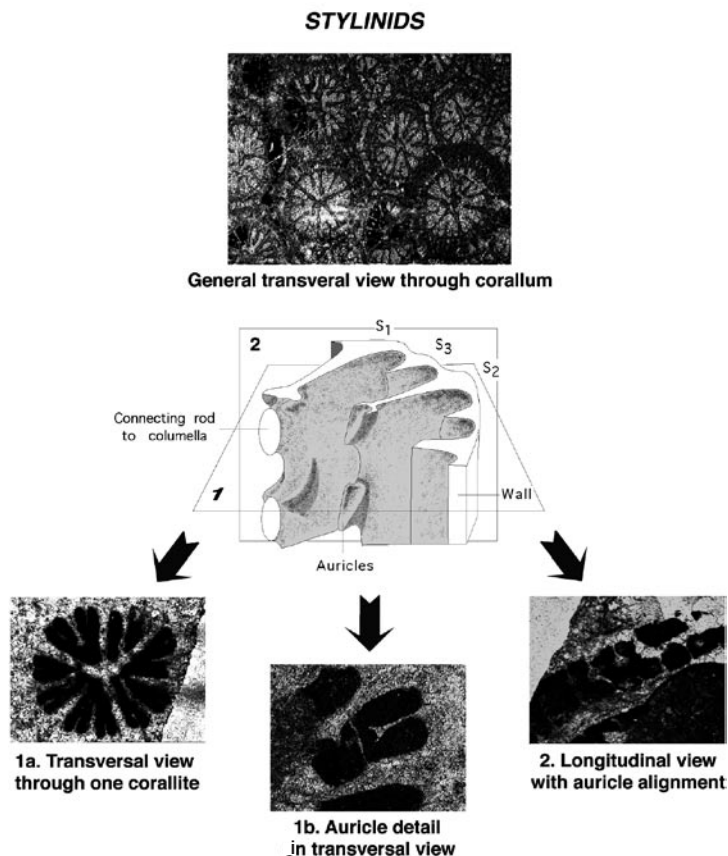 STYLINIDS
General transveral view through corallum
2
S1
S3
S2
Connecting rod
to columella
1
Wall
Auricles
1a. Transversal view
through one corallite
2. Longitudinal view
with auricle alignment
1b. Auricle detail
in transversal view